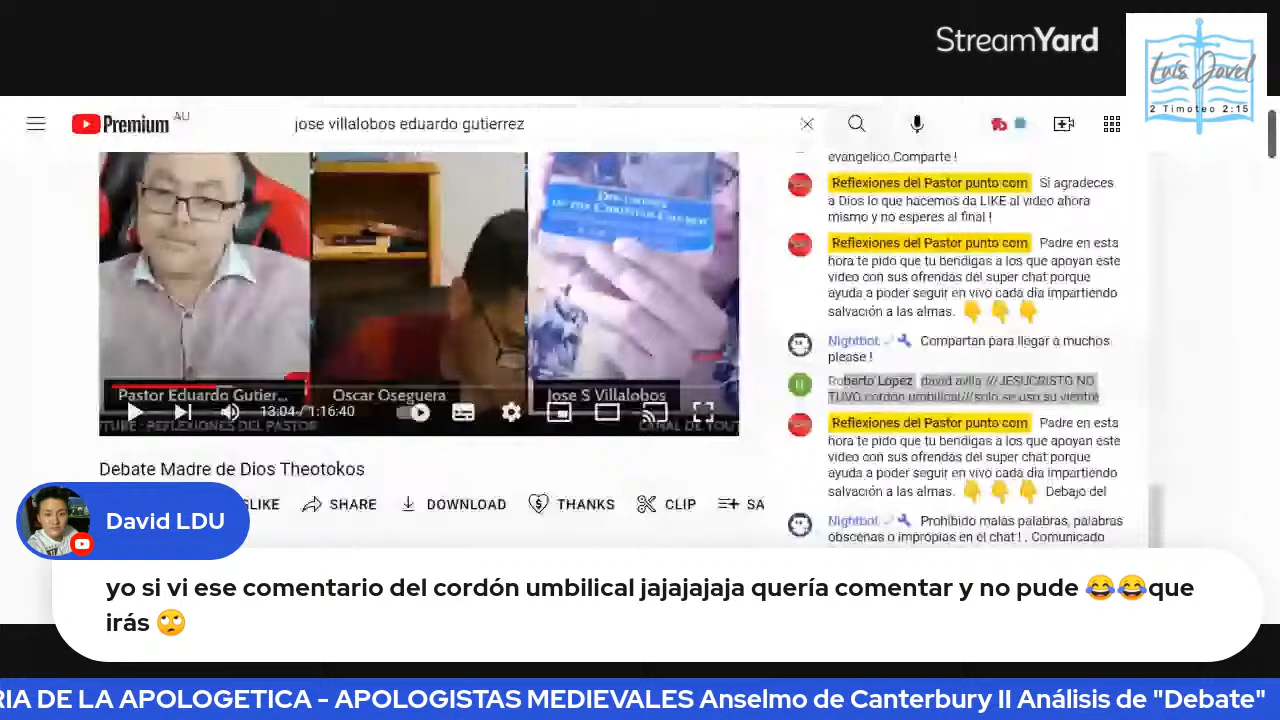 StreamYard
Luis Jovel
2 Timoteo 2:15
Premium AU
jose villalobos eduardo gutierrez
evangelico Comparte !
Reflexiones del Pastor punto com Si agradeces
a Dios lo que hacemos da LIKE al video ahora
mismo y no esperes al final !
Reflexiones del Pastor punto com Padre en esta
hora te pido que tu bendigas a los que apoyan este
video con sus ofrendas del super chat porque
ayuda a poder seguir en vivo cada dia impartiendo
salvación a las almas. 👇 👇 👇
Nightbot Compartan para llegar a muchos
please !
Roberto Lopez david avila /// JESUCRISTO NO
TUVO cordón umbilical/// solo se uso su vientre
Reflexiones del Pastor punto com Padre en esta
hora te pido que tu bendigas a los que apoyan este
video con sus ofrendas del super chat porque
ayuda a poder seguir en vivo cada dia impartiendo
salvación a las almas. 👇 👇 👇 Debajo del
Nightbot Prohibido malas palabras, palabras
obscenas o impropias en el chat ! , Comunicado
Pastor Eduardo Gutier...
Oscar Oseguera
Jose S Villalobos
13:04 / 1:16:40
TUBE - REFLEXIONES DEL PASTOR
CANAL DE YOUT
Debate Madre de Dios Theotokos
SLIKE SHARE DOWNLOAD THANKS CLIP SA
David LDU
yo si vi ese comentario del cordón umbilical jajajajaja quería comentar y no pude 😂😂que
irás 🙄
RIA DE LA APOLOGETICA - APOLOGISTAS MEDIEVALES Anselmo de Canterbury II Análisis de "Debate"